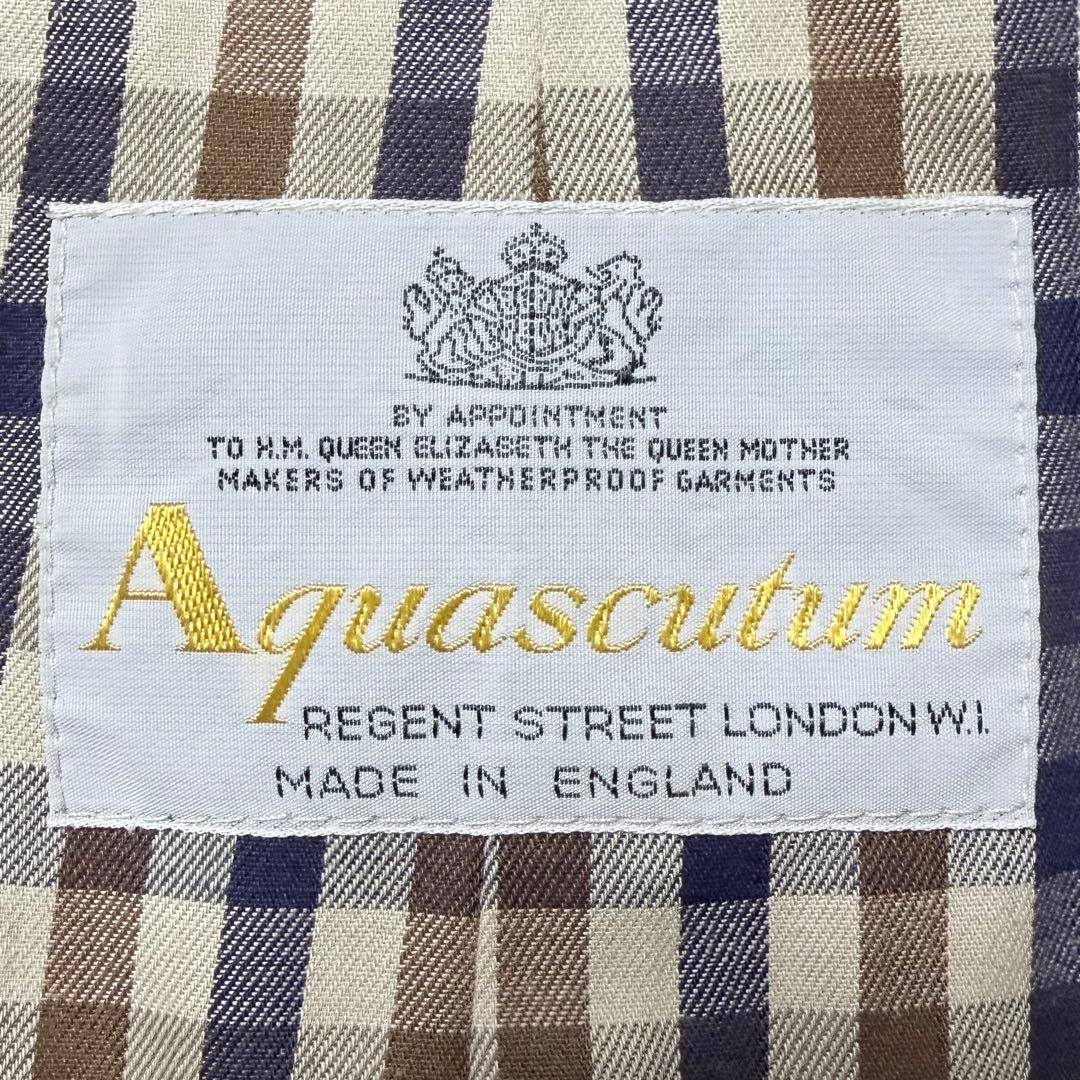 BY APPOINTMENT
TO H.M. QUEEN ELIZABETH THE QUEEN MOTHER
MAKERS OF WEATHERPROOF GARMENTS
Aquascutum
REGENT STREET LONDON W.I.
MADE IN ENGLAND